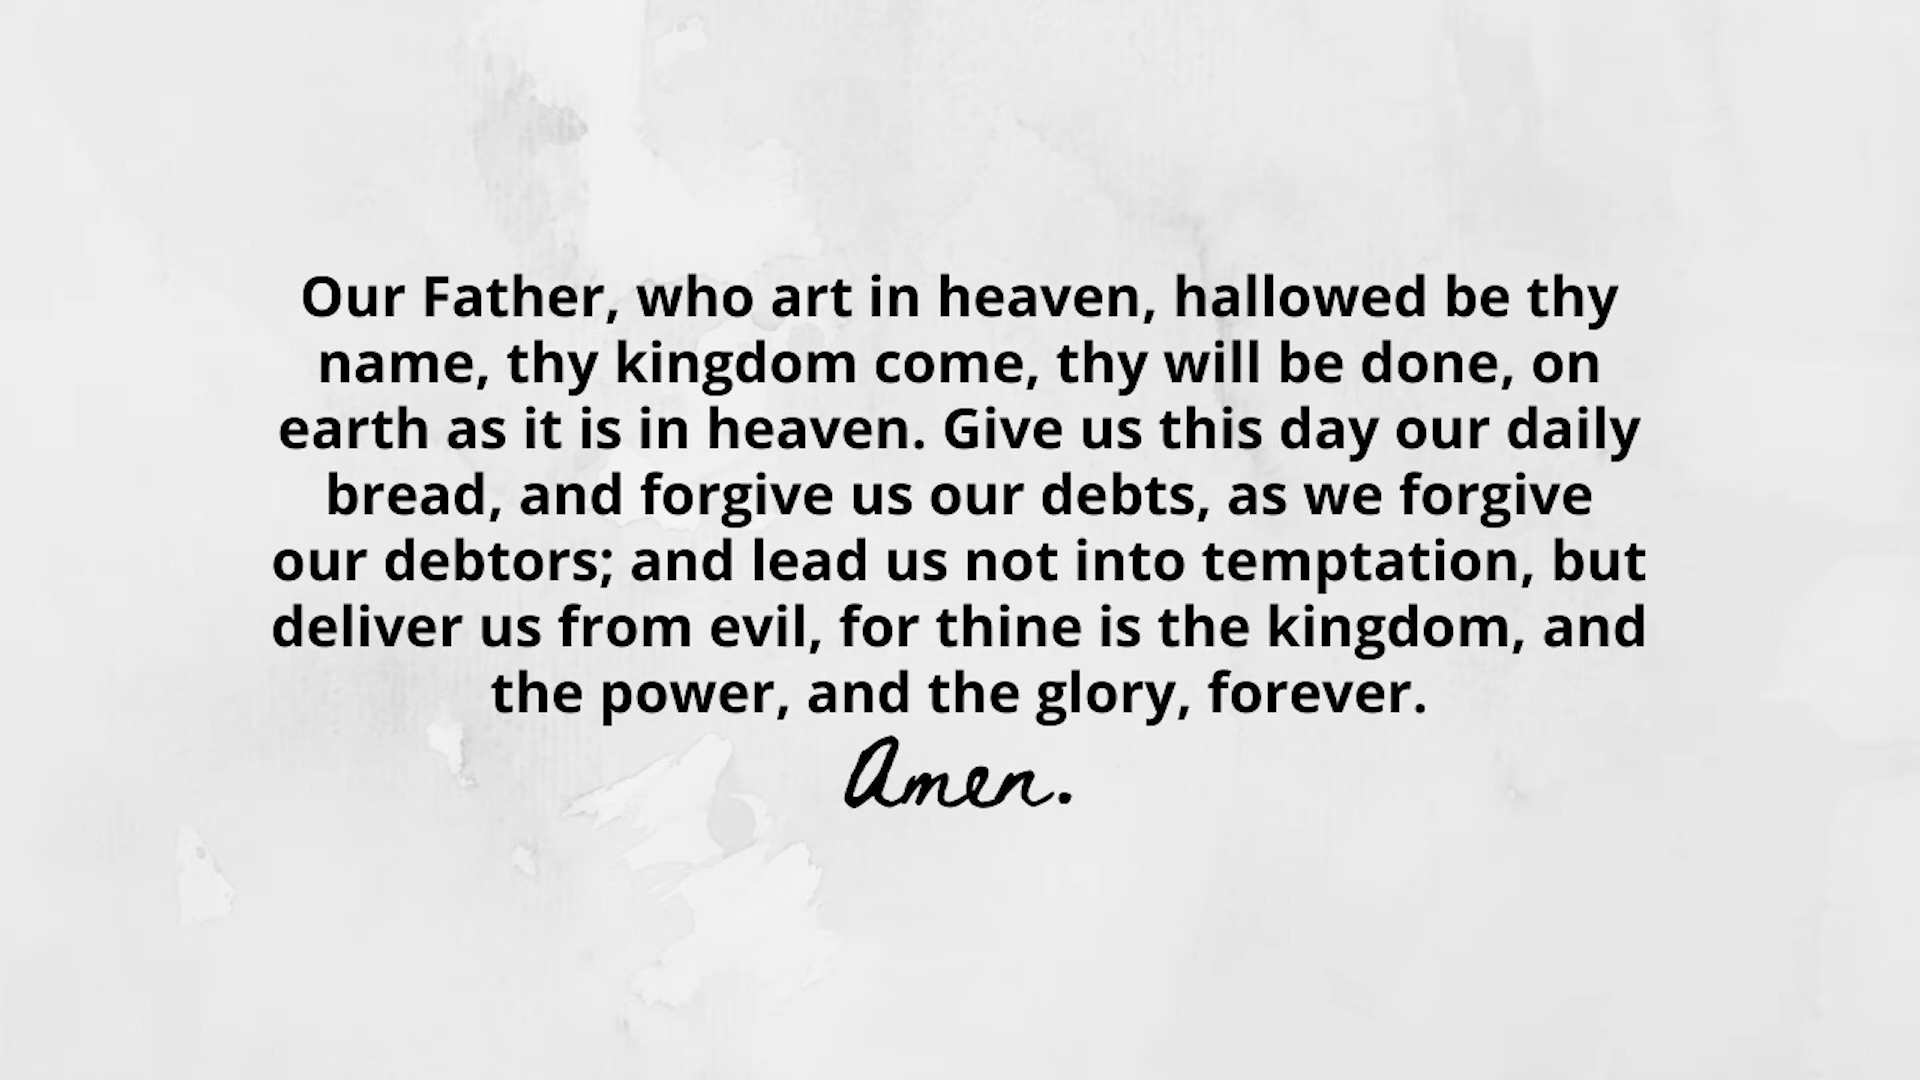 Our Father, who art in heaven, hallowed be thy
name, thy kingdom come, thy will be done, on
earth as it is in heaven. Give us this day our daily
bread, and forgive us our debts, as we forgive
our debtors; and lead us not into temptation, but
deliver us from evil, for thine is the kingdom, and
the power, and the glory, forever.
Amen.